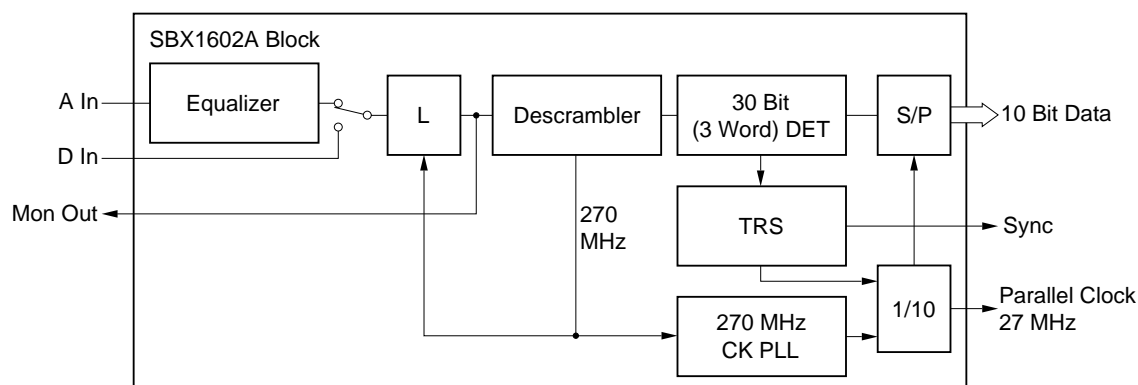 SBX1602A Block
A In
Equalizer
L
Descrambler
30 Bit
(3 Word) DET
S/P
10 Bit Data
D In
Mon Out
270
MHz
TRS
Sync
270 MHz
CK PLL
1/10
Parallel Clock
27 MHz